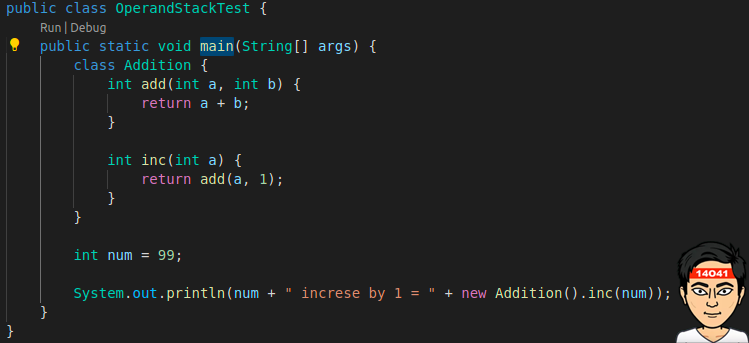 public class OperandStackTest {
Run | Debug
public static void main(String[] args) {
class Addition {
int add(int a, int b) {
return a + b;
}
int inc(int a) {
return add(a, 1);
}
}
int num = 99;
System.out.println(num + " increse by 1 = " + new Addition().inc(num));
}
}
14041